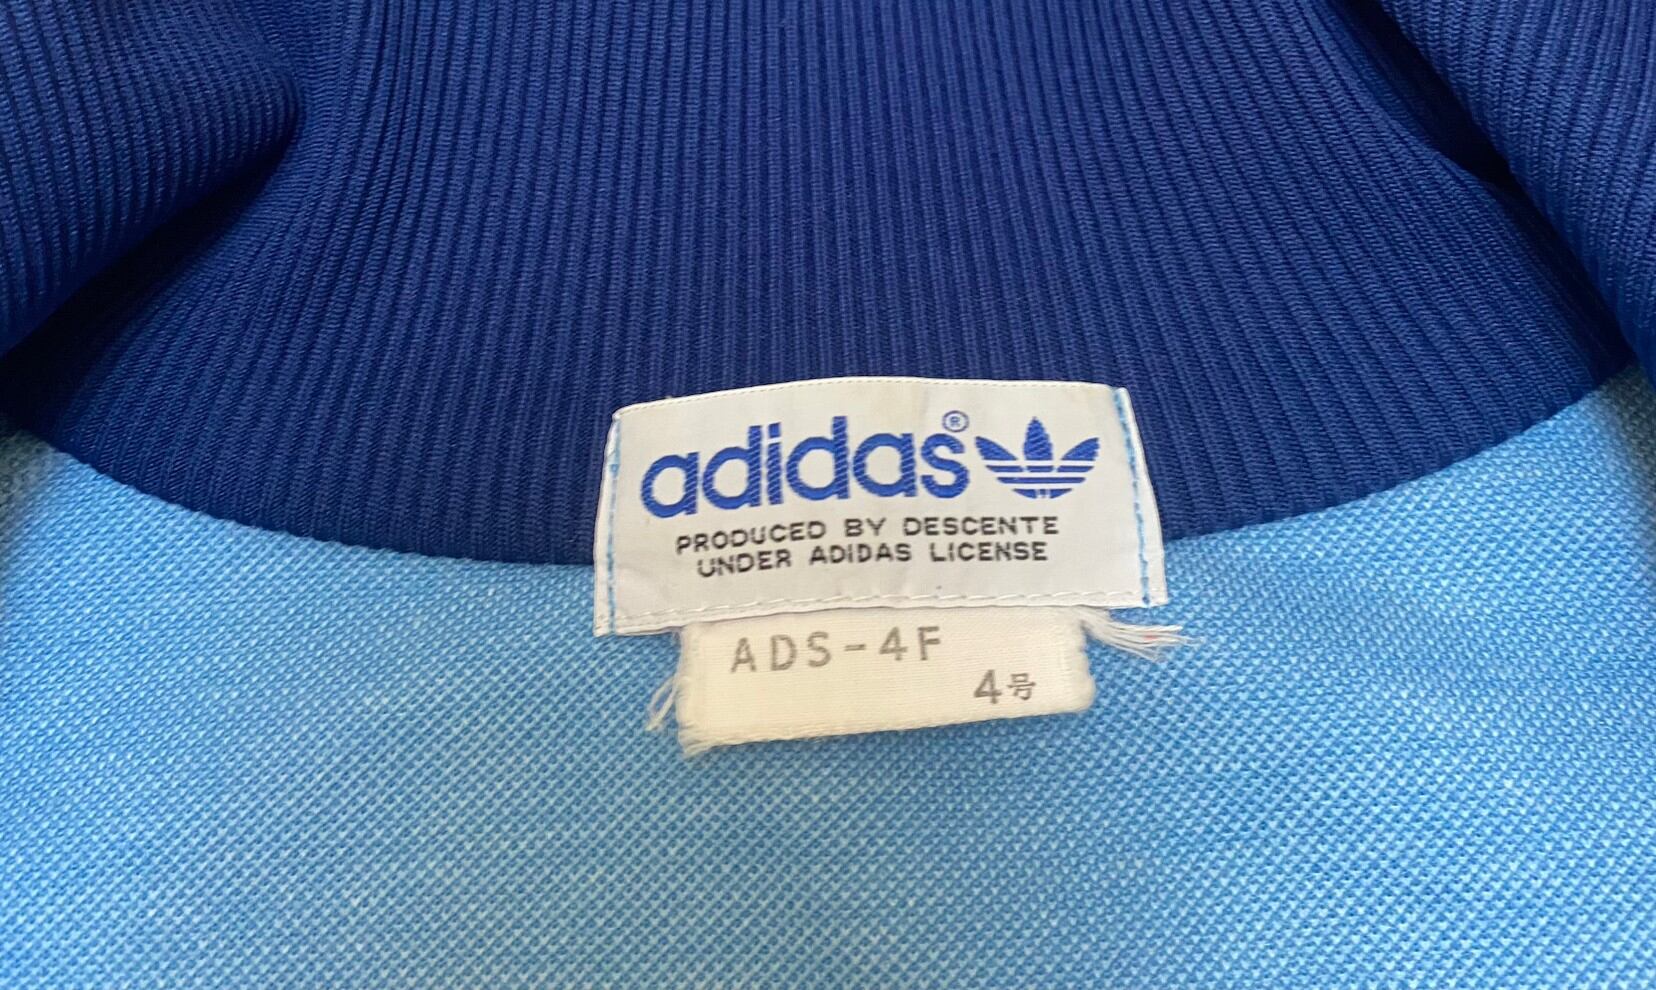 adidas®
PRODUCED BY DESCENTE
UNDER ADIDAS LICENSE
ADS-4F
4号